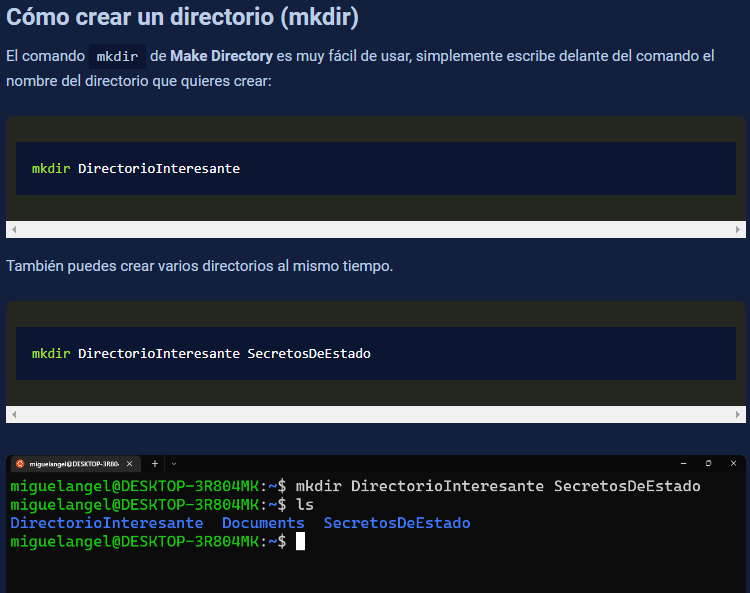 Cómo crear un directorio (mkdir)
El comando mkdir de Make Directory es muy fácil de usar, simplemente escribe delante del comando el
nombre del directorio que quieres crear:
mkdir DirectorioInteresante
También puedes crear varios directorios al mismo tiempo.
mkdir DirectorioInteresante SecretosDeEstado
miguelangel@DESKTOP-3R804
miguelangel@DESKTOP-3R804MK:~$ mkdir DirectorioInteresante SecretosDeEstado
miguelangel@DESKTOP-3R804MK:~$ ls
DirectorioInteresante Documents SecretosDeEstado
miguelangel@DESKTOP-3R804MK:~$